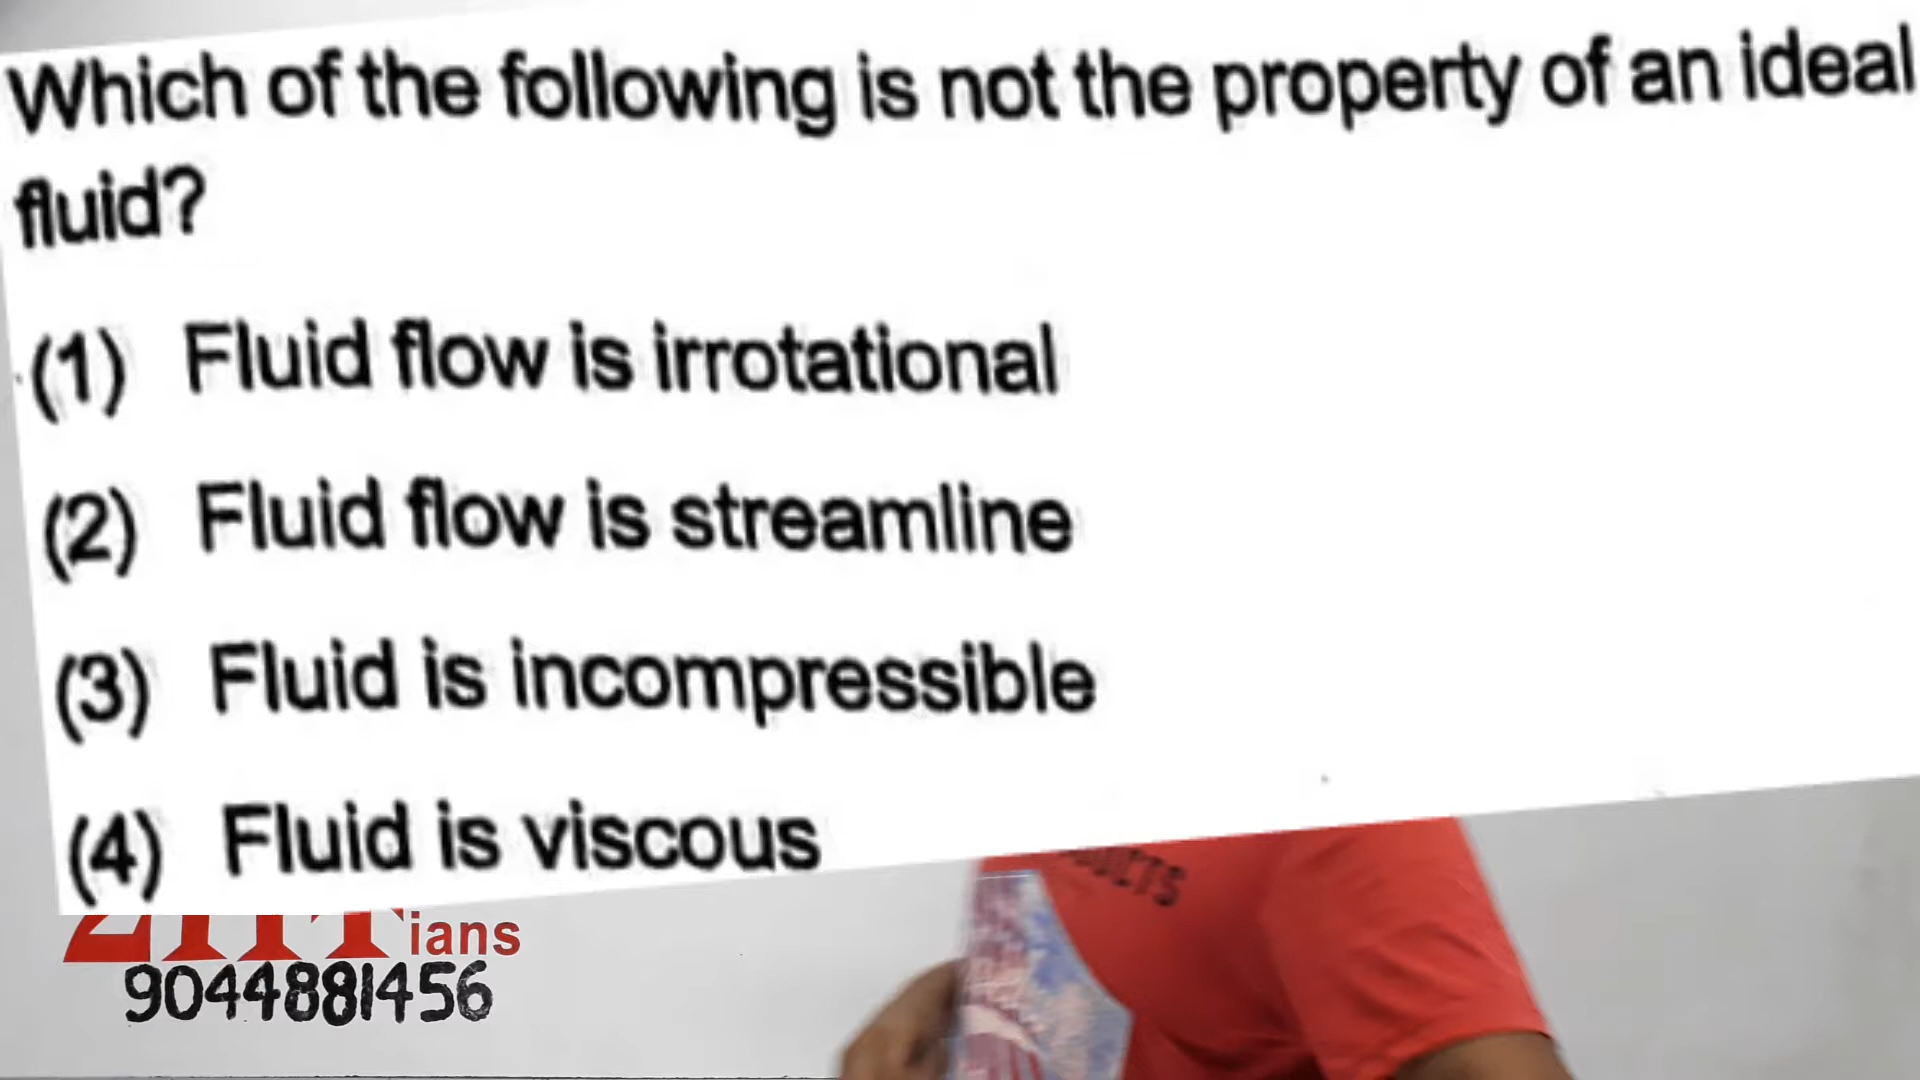 Which of the following is not the property of an ideal
fluid?
(1) Fluid flow is irrotational
(2) Fluid flow is streamline
(3) Fluid is incompressible
(4) Fluid is viscous
ians
9044881456